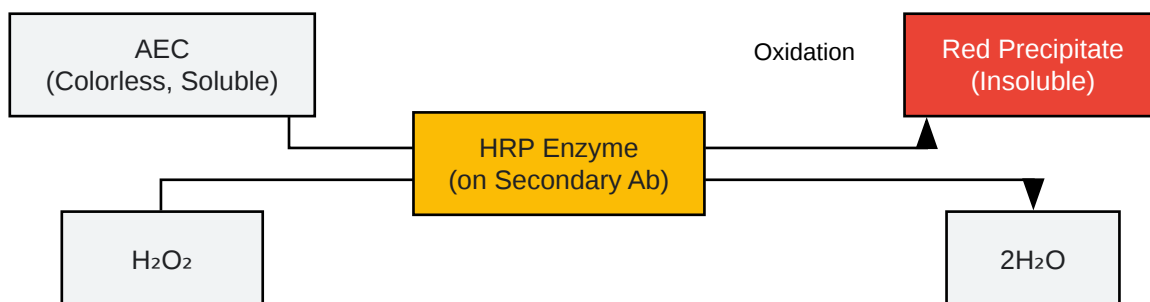 AEC
(Colorless, Soluble)
Oxidation
Red Precipitate
(Insoluble)
HRP Enzyme
(on Secondary Ab)
H₂O₂
2H₂O